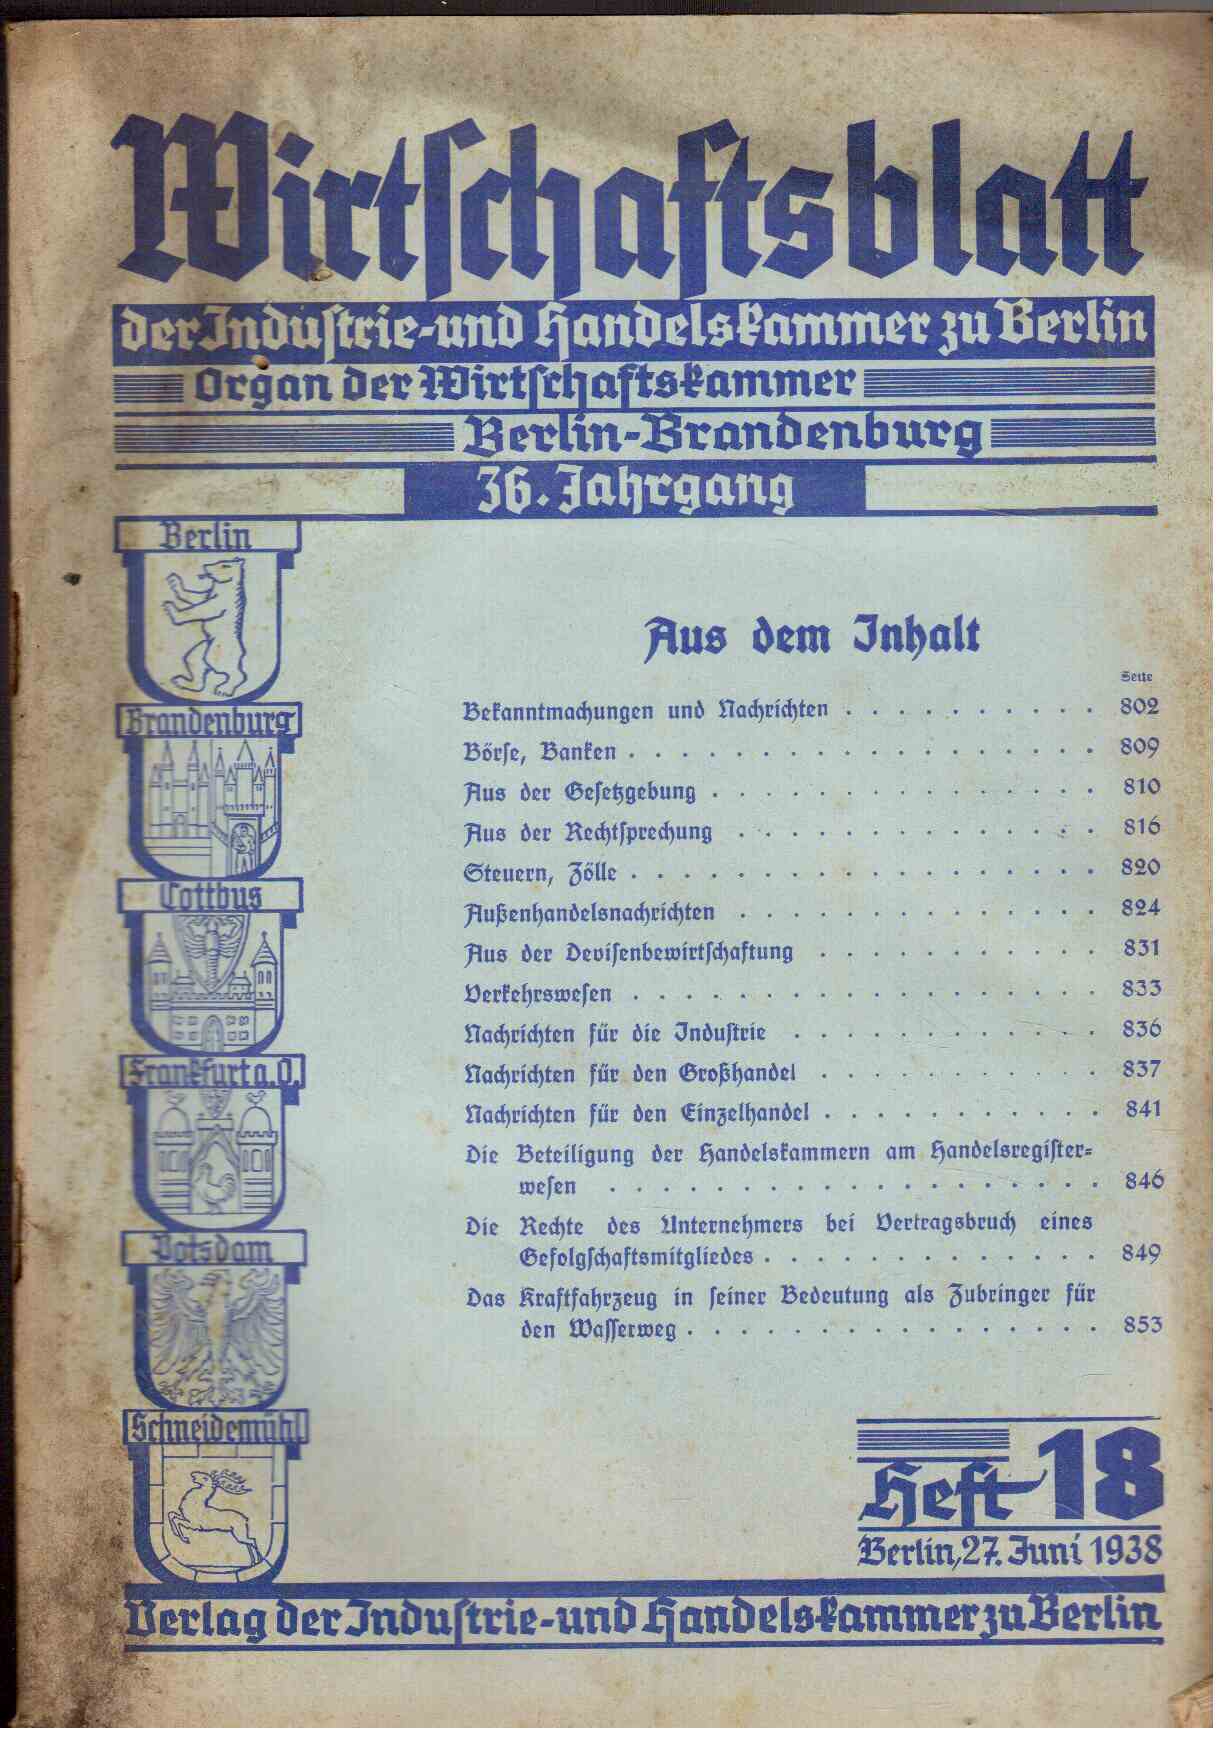 Wirtschaftsblatt
der Industrie- und Handelskammer zu Berlin
Organ der Wirtschaftskammer
Berlin-Brandenburg
36. Jahrgang
Berlin
Brandenburg
Cottbus
Frankfurt a.O.
Potsdam
Schneidemühl
Aus dem Inhalt
Seite
Bekanntmachungen und Nachrichten . . . . . . . . . . 802
Börse, Banken . . . . . . . . . . . . . . . . . . 809
Aus der Gesetzgebung . . . . . . . . . . . . . . . 810
Aus der Rechtsprechung . . . . . . . . . . . . . . 816
Steuern, Zölle . . . . . . . . . . . . . . . . . . 820
Außenhandelsnachrichten . . . . . . . . . . . . . . 824
Aus der Devisenbewirtschaftung . . . . . . . . . . . 831
Verkehrswesen . . . . . . . . . . . . . . . . . . 833
Nachrichten für die Industrie . . . . . . . . . . . . 836
Nachrichten für den Großhandel . . . . . . . . . . . 837
Nachrichten für den Einzelhandel . . . . . . . . . . . 841
Die Beteiligung der Handelskammern am Handelsregister-
wesen . . . . . . . . . . . . . . . . . . . 846
Die Rechte des Unternehmers bei Vertragsbruch eines
Gefolgschaftsmitgliedes . . . . . . . . . . . . . 849
Das Kraftfahrzeug in seiner Bedeutung als Zubringer für
den Wasserweg . . . . . . . . . . . . . . . . 853
Heft 18
Berlin, 27. Juni 1938
Verlag der Industrie- und Handelskammer zu Berlin